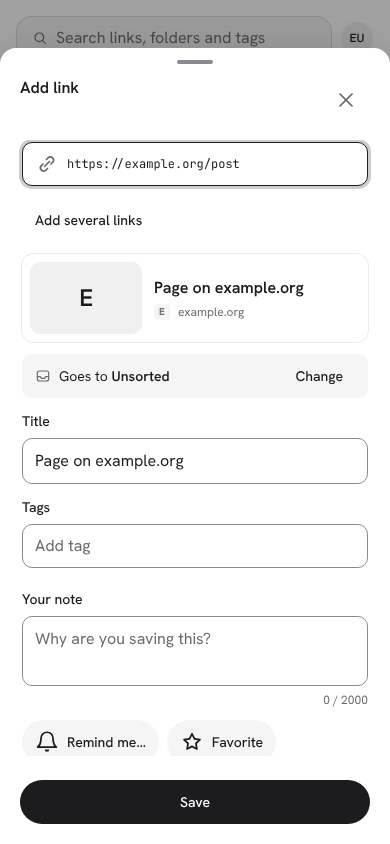 Search links, folders and tags
EU
Add link
https://example.org/post
Add several links
E
Page on example.org
E example.org
Goes to Unsorted
Change
Title
Page on example.org
Tags
Add tag
Your note
Why are you saving this?
0 / 2000
Remind me...
Favorite
Save